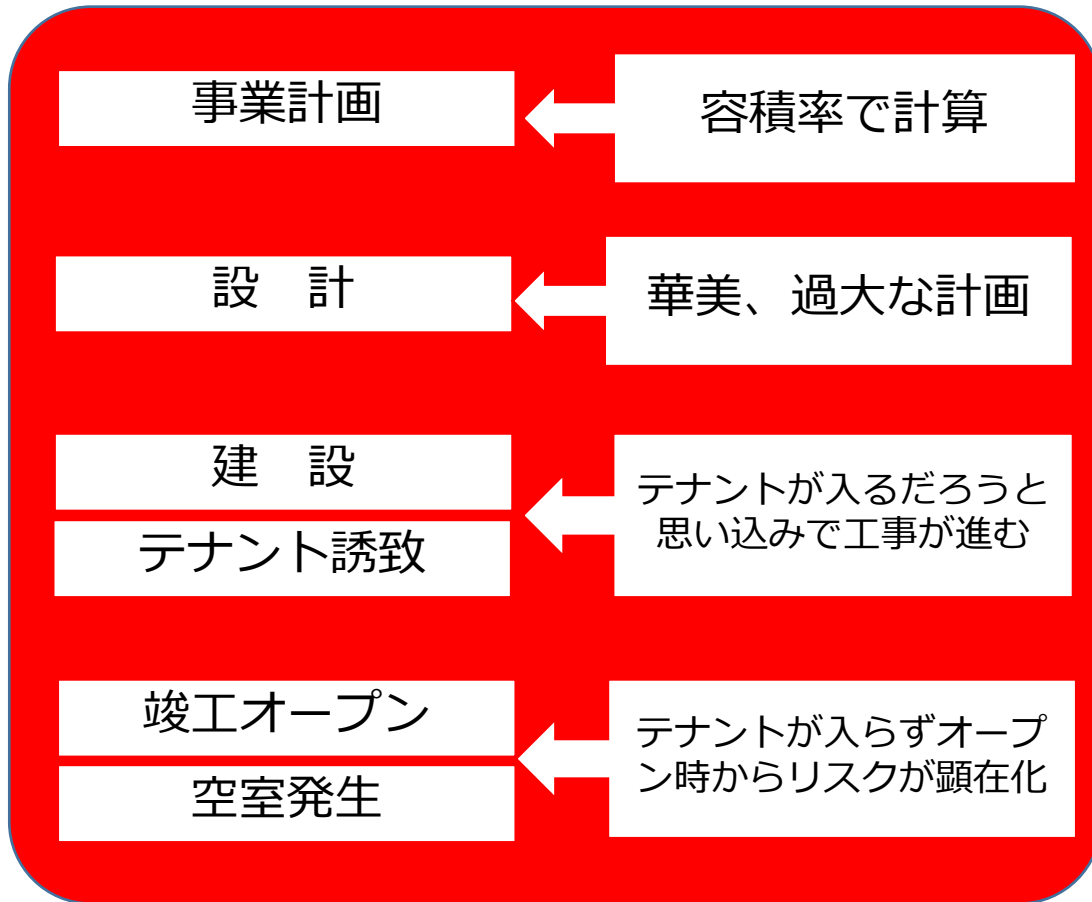 事業計画
容積率で計算
設　計
華美、過大な計画
建　設
テナント誘致
テナントが入るだろうと
思い込みで工事が進む
竣工オープン
空室発生
テナントが入らずオープ
ン時からリスクが顕在化